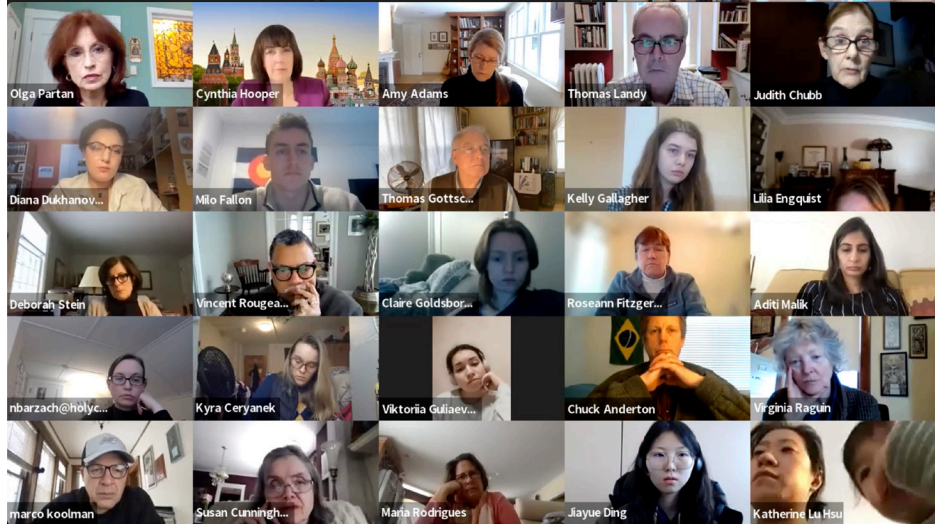 Olga Partan
Cynthia Hooper
Amy Adams
Thomas Landy
Judith Chubb
Diana Dukhanov...
Milo Fallon
Thomas Gottsc...
Kelly Gallagher
Lilia Engquist
Deborah Stein
Vincent Rougea...
Claire Goldsbor...
Roseann Fitzger...
Aditi Malik
nbarzach@holyc...
Kyra Ceryanek
Viktoriia Guliaev...
Chuck Anderton
Virginia Raguin
marco koolman
Susan Cunningh...
Maria Rodrigues
Jiayue Ding
Katherine Lu Hsu